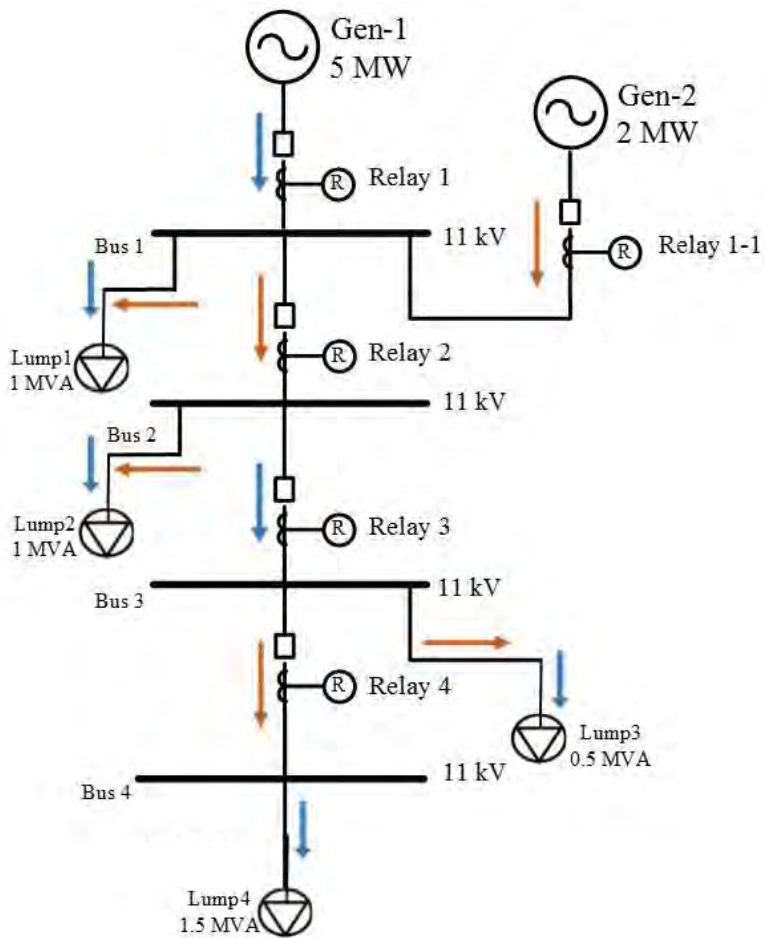 Gen-1
5 MW
Gen-2
2 MW
R
Relay 1
Bus 1
11 kV
R
Relay 1-1
R
Relay 2
Lump1
1 MVA
Bus 2
11 kV
R
Relay 3
Lump2
1 MVA
Bus 3
11 kV
R
Relay 4
Lump3
0.5 MVA
Bus 4
11 kV
Lump4
1.5 MVA